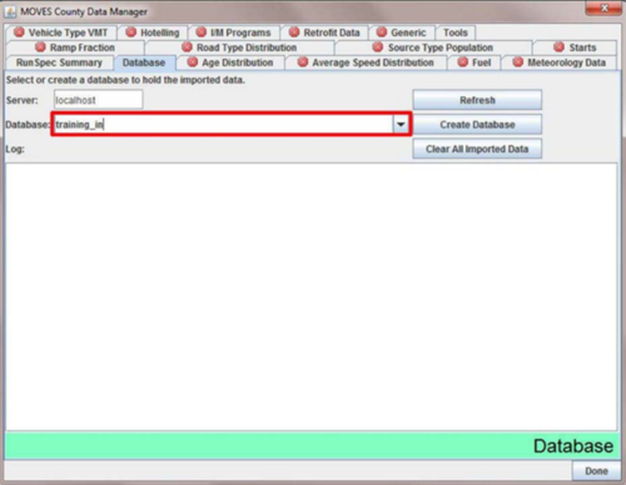 MOVES County Data Manager
Vehicle Type VMT Hotelling I/M Programs Retrofit Data Generic Tools
Ramp Fraction Road Type Distribution Source Type Population Starts
RunSpec Summary Database Age Distribution Average Speed Distribution Fuel Meteorology Data
Select or create a database to hold the imported data.
Server: localhost Refresh
Database: training_in Create Database
Log: Clear All Imported Data
Database
Done